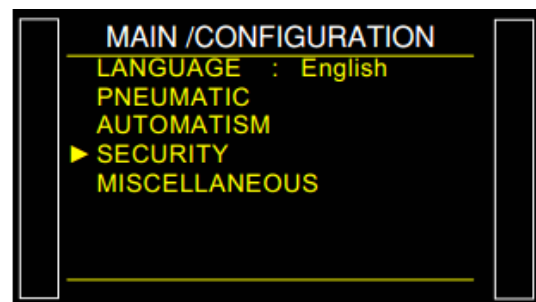 MAIN /CONFIGURATION
LANGUAGE : English
PNEUMATIC
AUTOMATISM
SECURITY
MISCELLANEOUS